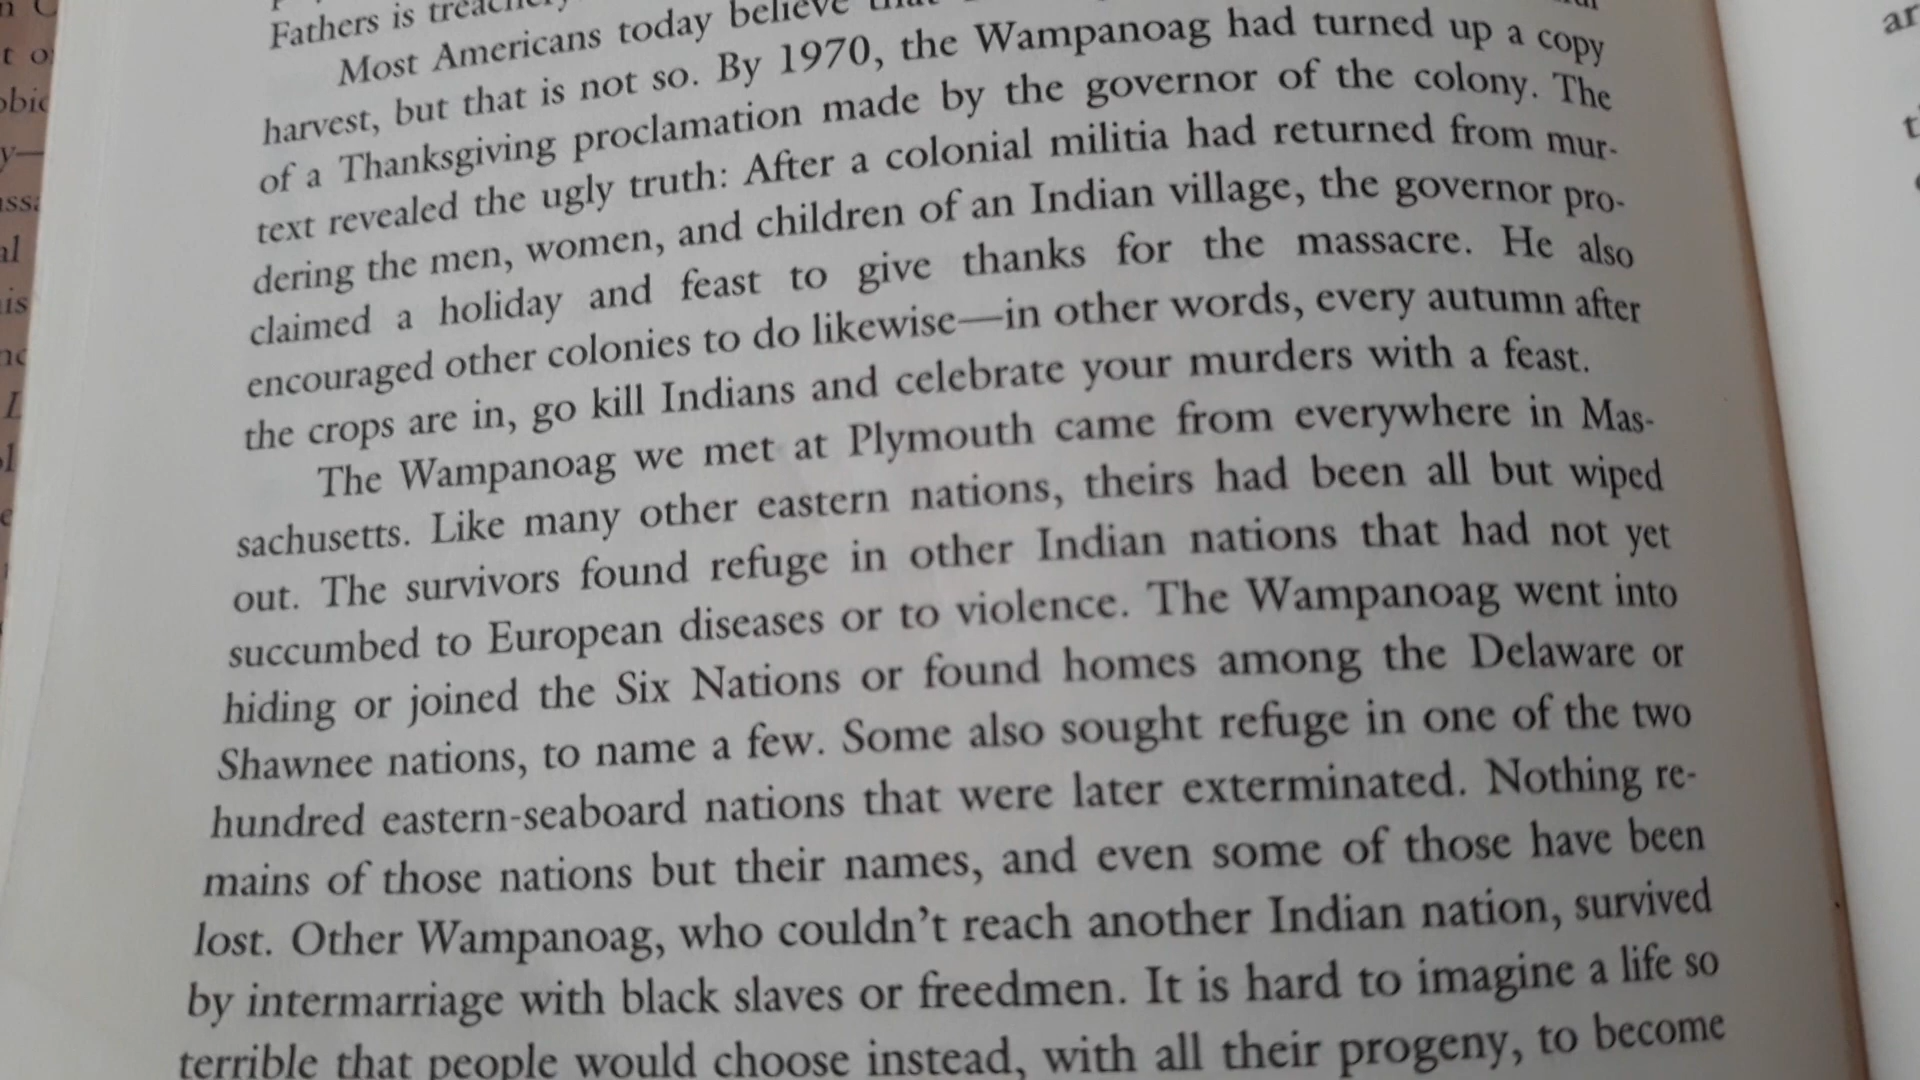 Fathers is
Most Americans today believe
harvest, but that is not so. By 1970, the Wampanoag had turned up a copy
of a Thanksgiving proclamation made by the governor of the colony. The
text revealed the ugly truth: After a colonial militia had returned from mur-
dering the men, women, and children of an Indian village, the governor pro-
claimed a holiday and feast to give thanks for the massacre. He also
encouraged other colonies to do likewise—in other words, every autumn after
the crops are in, go kill Indians and celebrate your murders with a feast.
The Wampanoag we met at Plymouth came from everywhere in Mas-
sachusetts. Like many other eastern nations, theirs had been all but wiped
out. The survivors found refuge in other Indian nations that had not yet
succumbed to European diseases or to violence. The Wampanoag went into
hiding or joined the Six Nations or found homes among the Delaware or
Shawnee nations, to name a few. Some also sought refuge in one of the two
hundred eastern-seaboard nations that were later exterminated. Nothing re-
mains of those nations but their names, and even some of those have been
lost. Other Wampanoag, who couldn't reach another Indian nation, survived
by intermarriage with black slaves or freedmen. It is hard to imagine a life so
terrible that people would choose instead, with all their progeny, to become